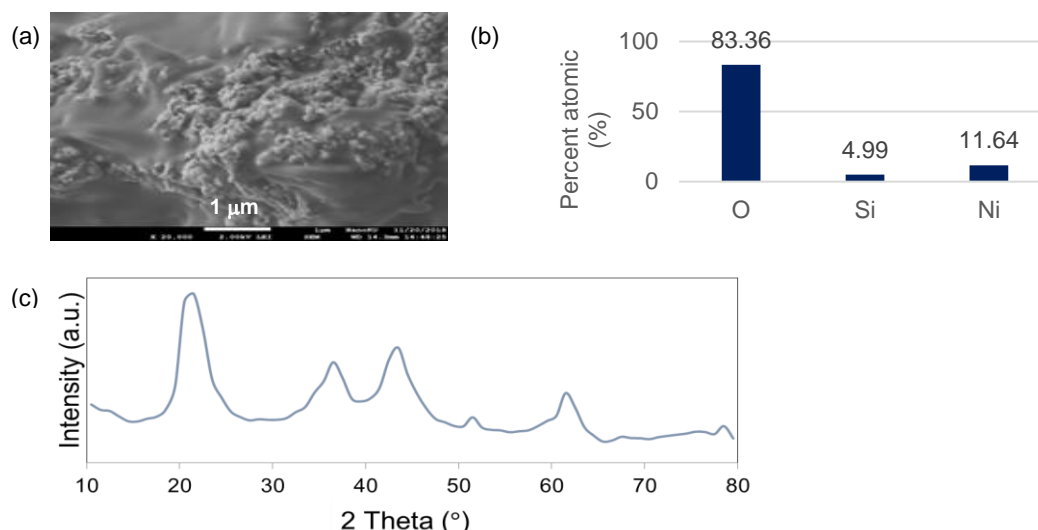 (a)
1 μm
(b)
Percent atomic
(%)
100
50
0
83.36
4.99
11.64
O Si Ni
(c)
Intensity (a.u.)
10 20 30 40 50 60 70 80
2 Theta (°)